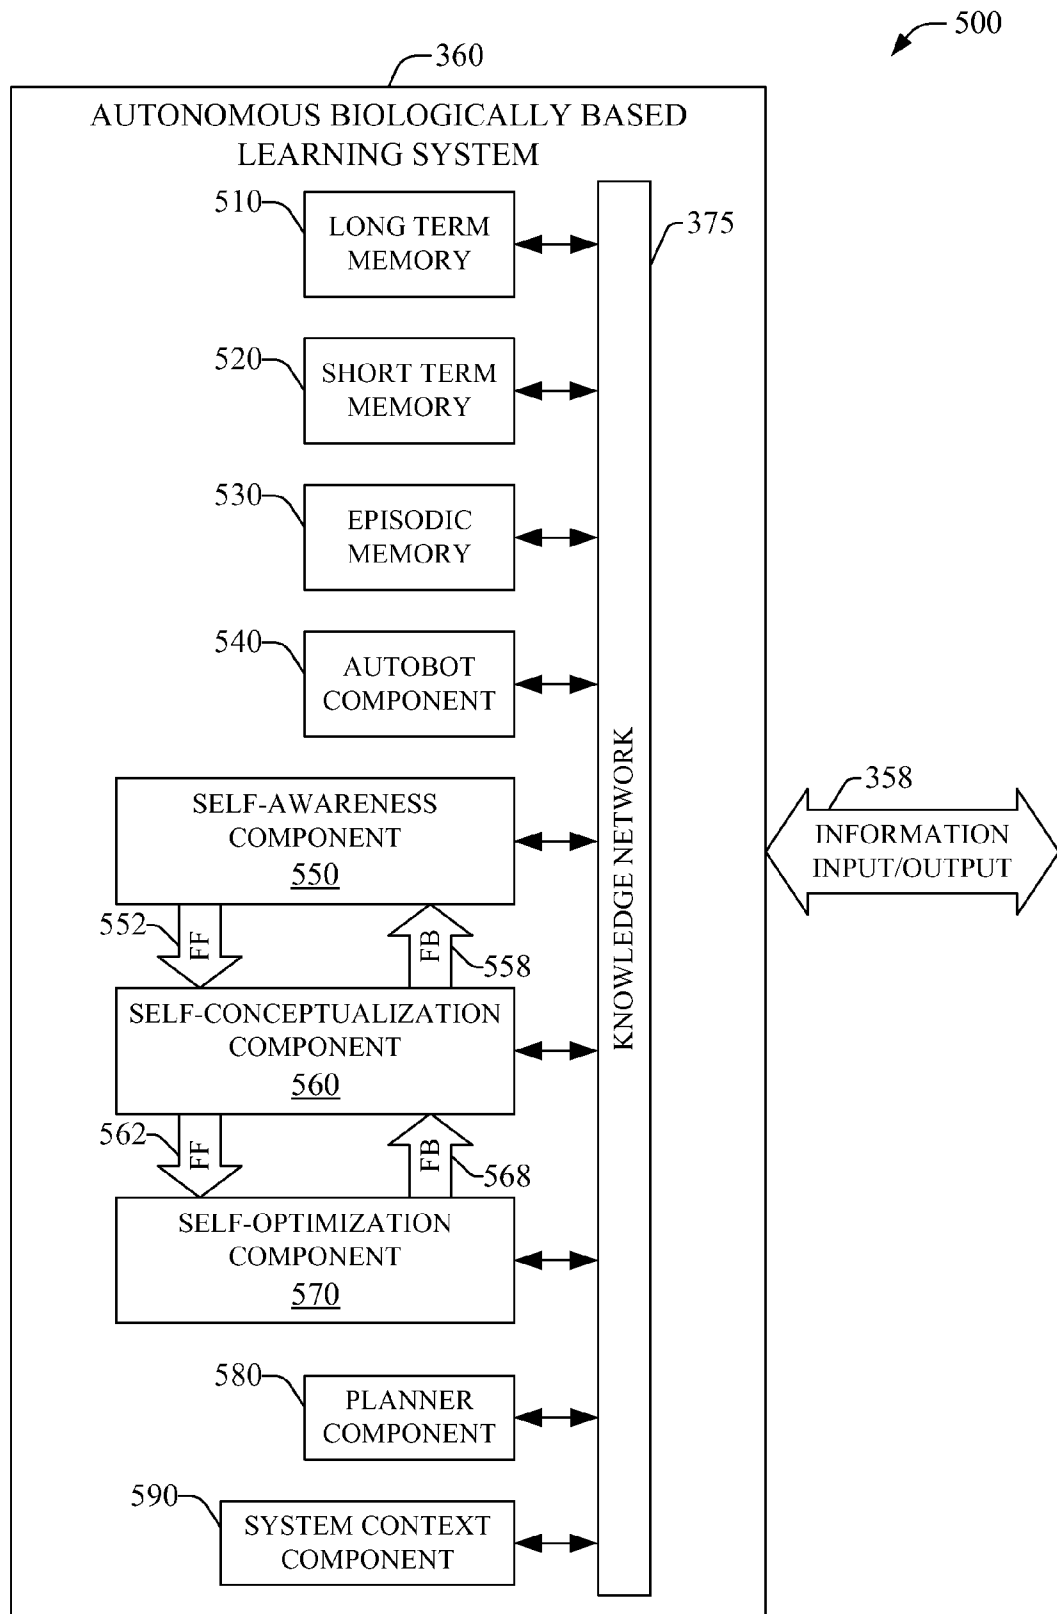 500
360
AUTONOMOUS BIOLOGICALLY BASED
LEARNING SYSTEM
510
LONG TERM
MEMORY
375
520
SHORT TERM
MEMORY
530
EPISODIC
MEMORY
540
AUTOBOT
COMPONENT
KNOWLEDGE NETWORK
358
INFORMATION
INPUT/OUTPUT
SELF-AWARENESS
COMPONENT
550
552
FF
FB
558
SELF-CONCEPTUALIZATION
COMPONENT
560
562
FF
FB
568
SELF-OPTIMIZATION
COMPONENT
570
580
PLANNER
COMPONENT
590
SYSTEM CONTEXT
COMPONENT